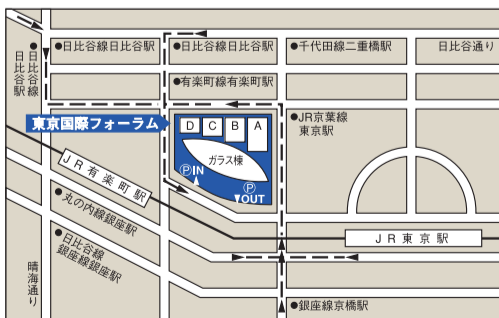 ●日比谷線日比谷駅
●日比谷線日比谷駅
●千代田線二重橋駅
日比谷通り
●日比谷線
日比谷駅
●有楽町線有楽町駅
東京国際フォーラム
D
C
B
A
ガラス棟
ⓅIN
Ⓟ
OUT
●JR京葉線
東京駅
JR有楽町駅
●丸の内線銀座駅
●日比谷線
銀座線銀座駅
晴海通り
JR東京駅
●銀座線京橋駅